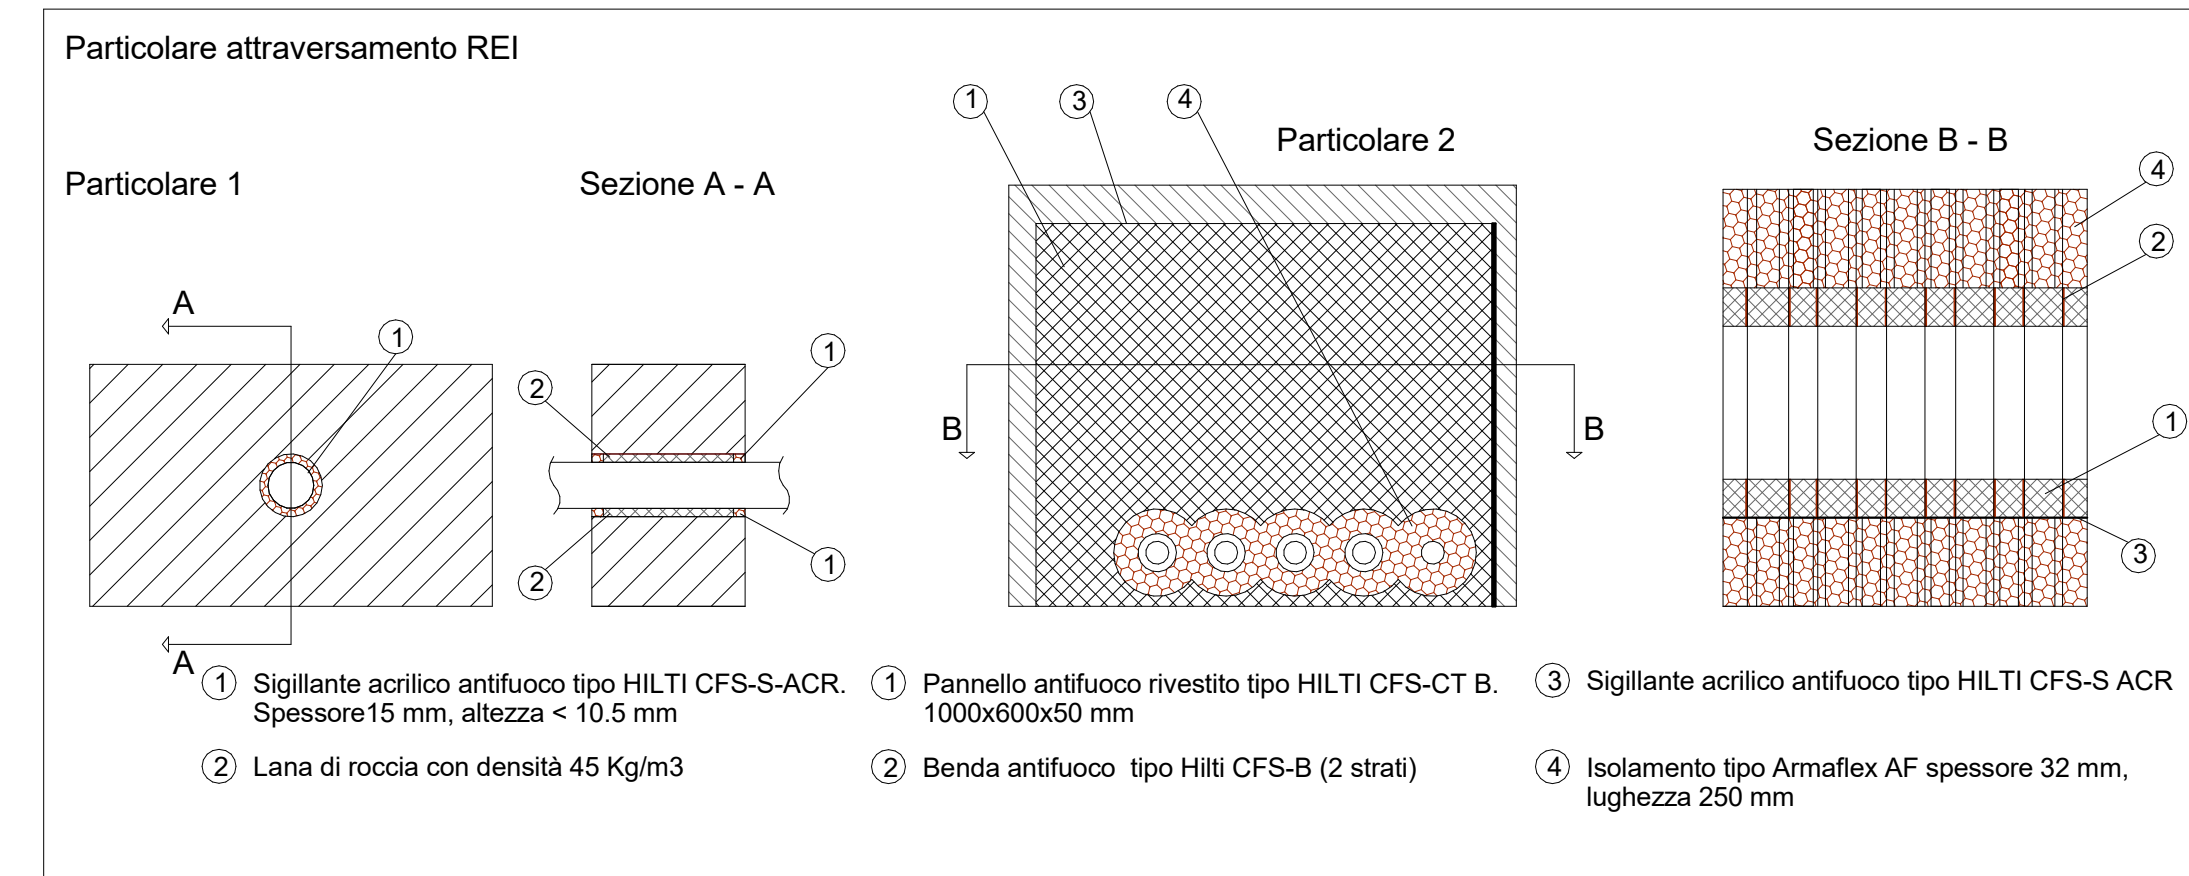 Particolare attraversamento REI
1
3
4
Particolare 2
Sezione B - B
4
Particolare 1
Sezione A - A
2
A
1
1
2
B
B
1
2
1
3
A
1 Sigillante acrilico antifuoco tipo HILTI CFS-S-ACR.
Spessore15 mm, altezza < 10.5 mm
2 Lana di roccia con densità 45 Kg/m3
1 Pannello antifuoco rivestito tipo HILTI CFS-CT B.
1000x600x50 mm
2 Benda antifuoco tipo Hilti CFS-B (2 strati)
3 Sigillante acrilico antifuoco tipo HILTI CFS-S ACR
4 Isolamento tipo Armaflex AF spessore 32 mm,
lughezza 250 mm